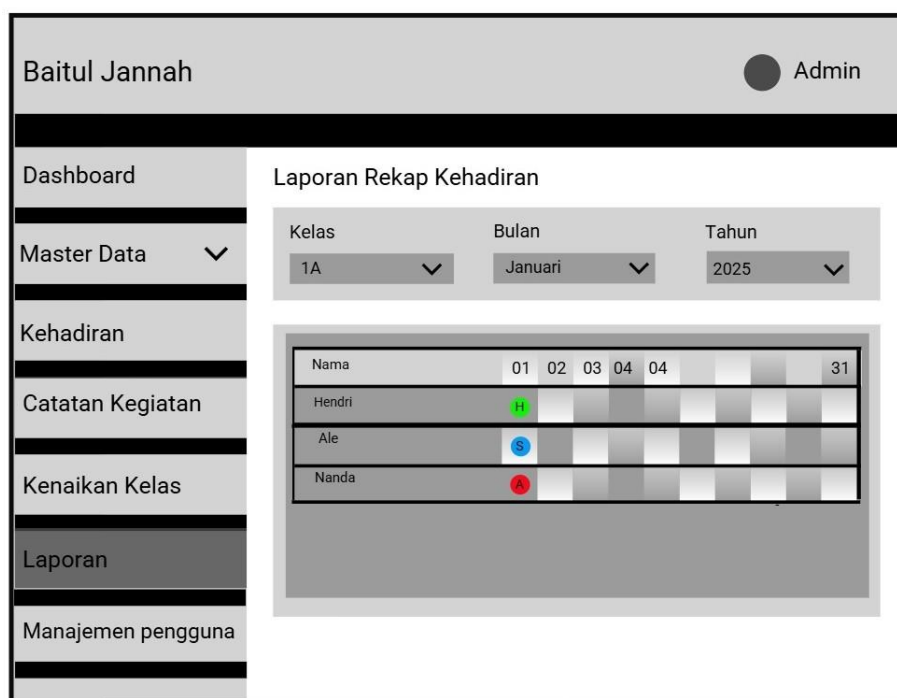 Baitul Jannah
Admin
Dashboard
Master Data
Kehadiran
Catatan Kegiatan
Kenaikan Kelas
Laporan
Manajemen pengguna
Laporan Rekap Kehadiran
Kelas Bulan Tahun
1A Januari 2025
Nama 01 02 03 04 04 31
Hendri H
Ale S
Nanda A